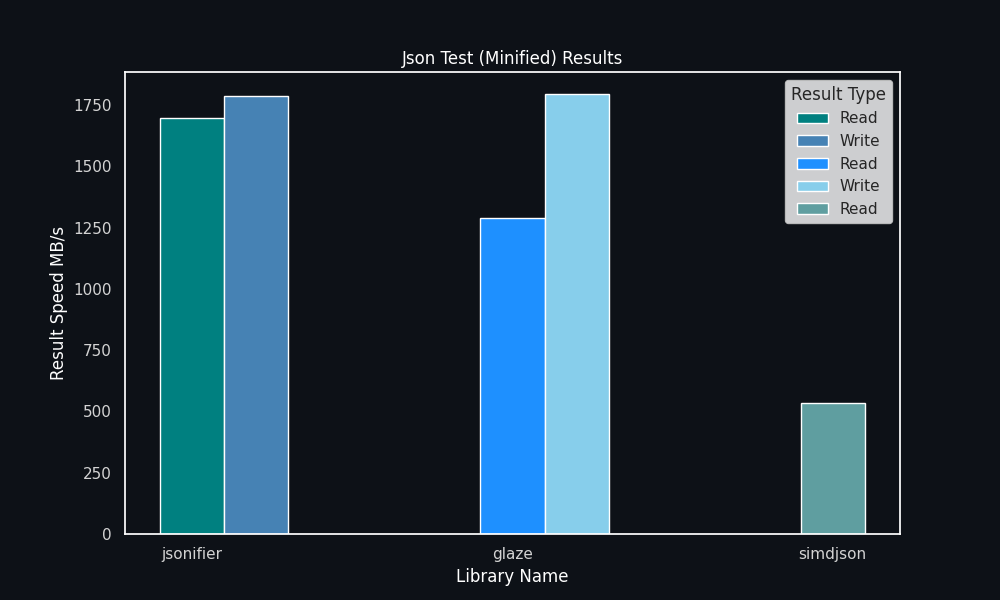 Json Test (Minified) Results
Result Type
Read
Write
Read
Write
Read
Result Speed MB/s
1750
1500
1250
1000
750
500
250
0
jsonifier glaze simdjson
Library Name